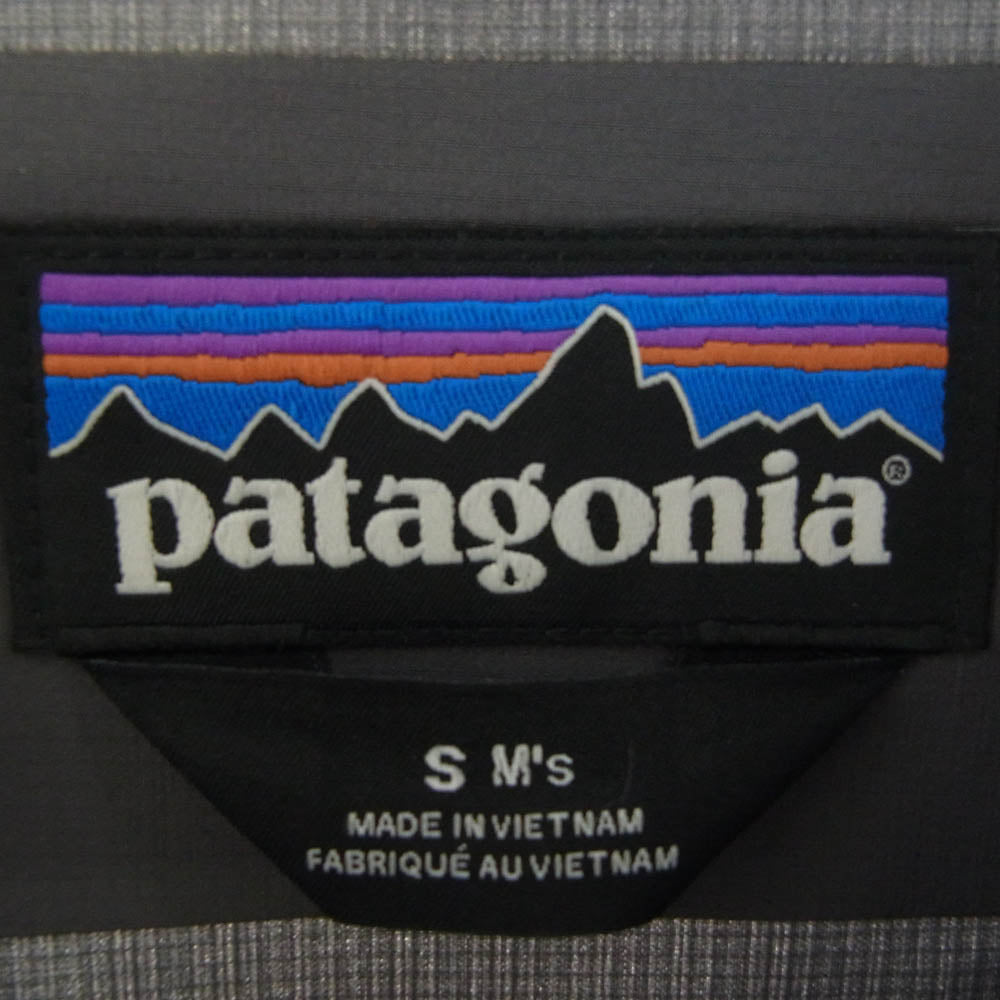 patagonia®
S M's
MADE IN VIETNAM
FABRIQUÉ AU VIETNAM